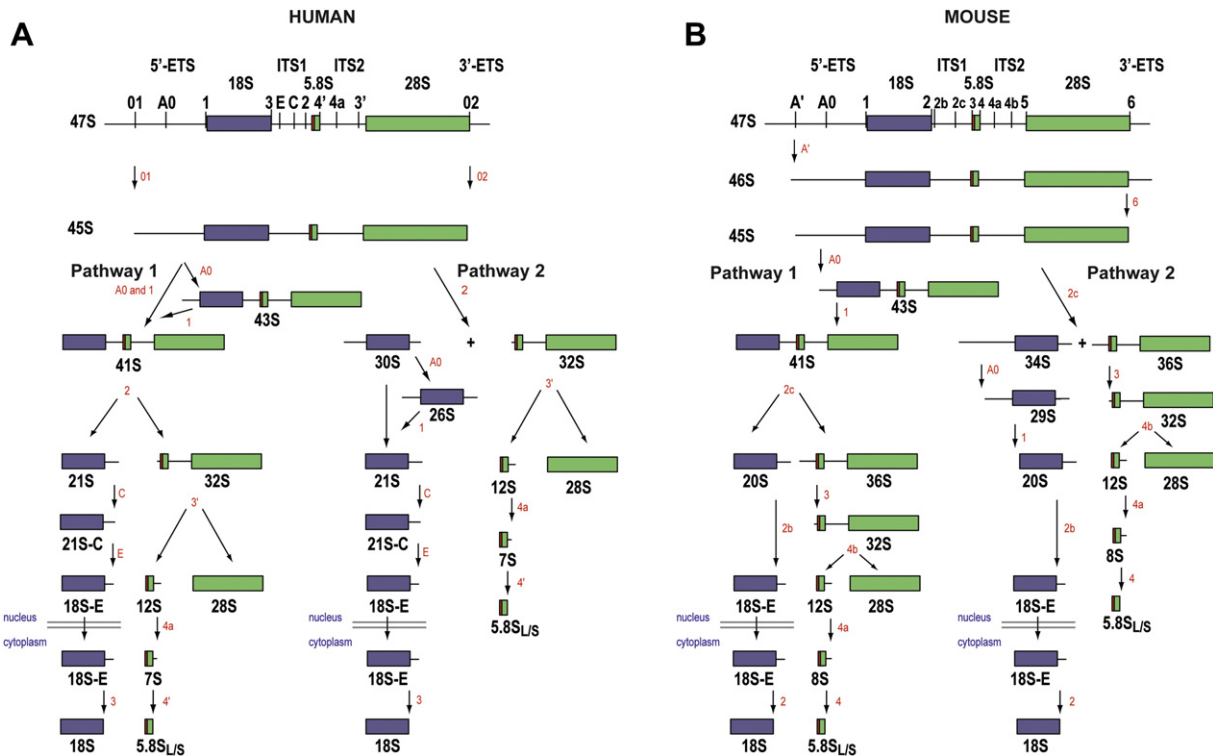 HUMAN
A
5'-ETS ITS1 ITS2 3'-ETS
18S 5.8S 28S
01 A0 1 3 E C 2 4' 4a 3' 02
47S
01 02
45S
Pathway 1 Pathway 2
A0 and 1 A0 2
43S
1
41S 30S + 32S
A0
2 26S 3'
1
21S 32S 21S 12S 28S
C 3' C 4a
21S-C 21S-C 7S
E E 4'
18S-E 12S 28S 18S-E 5.8SL/S
nucleus nucleus
cytoplasm 4a cytoplasm
18S-E 7S 18S-E
3 4' 3
18S 5.8SL/S 18S
MOUSE
B
5'-ETS ITS1 ITS2 3'-ETS
18S 5.8S 28S
A' A0 1 2 2b 2c 3 4 4a 4b 5 6
47S
A'
46S
6
45S
Pathway 1 Pathway 2
A0 2c
43S
1
41S 34S + 36S
A0 3
2c 29S 32S
1 4b
20S 36S 20S 12S 28S
3 4a
2b 32S 2b 8S
4b 4
18S-E 12S 28S 18S-E 5.8SL/S
nucleus nucleus
cytoplasm 4a cytoplasm
18S-E 8S 18S-E
2 4 2
18S 5.8SL/S 18S